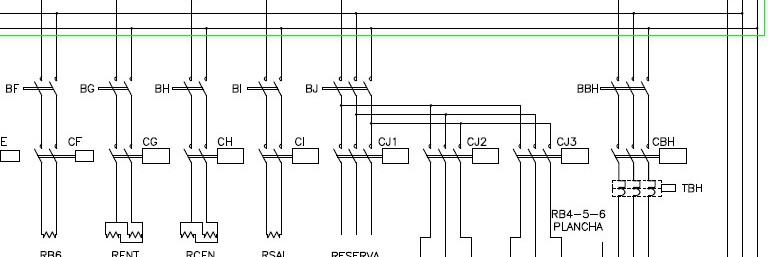 BF
BG
BH
BI
BJ
BBH
E
CF
CG
CH
CI
CJ1
CJ2
CJ3
CBH
TBH
RB4-5-6
PLANCHA
RB6
RENT
RCEN
RSAL
RESERVA